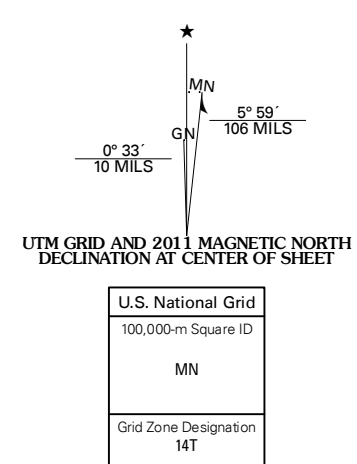 ★
MN
GN
5° 59´
106 MILS
0° 33´
10 MILS
UTM GRID AND 2011 MAGNETIC NORTH
DECLINATION AT CENTER OF SHEET
U.S. National Grid
100,000-m Square ID
MN
Grid Zone Designation
14T